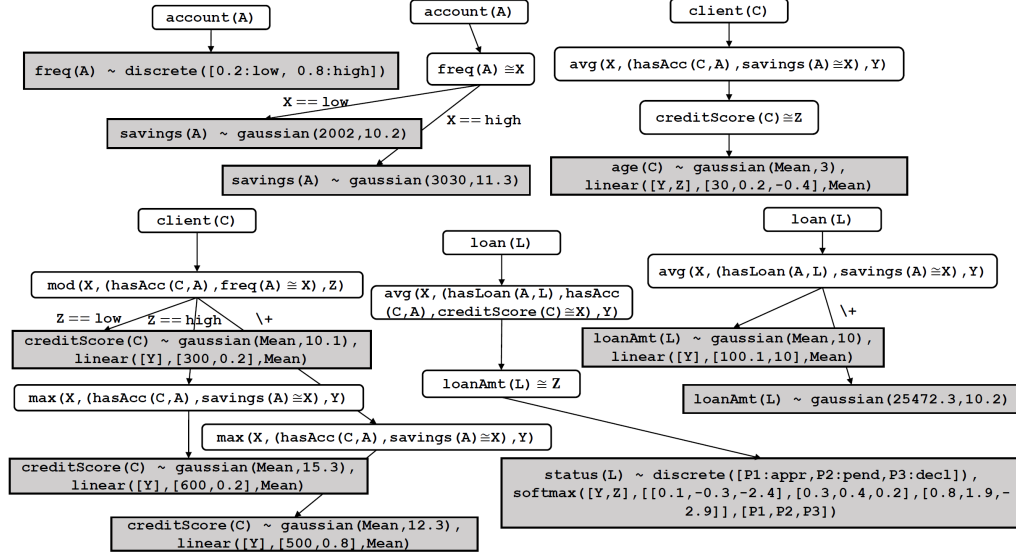 account(A)
freq(A) ~ discrete([0.2:low, 0.8:high])
account(A)
freq(A) ≅X
X == low
X == high
savings(A) ~ gaussian(2002,10.2)
savings(A) ~ gaussian(3030,11.3)
client(C)
avg(X,(hasAcc(C,A),savings(A)≅X),Y)
creditScore(C)≅Z
age(C) ~ gaussian(Mean,3),
linear([Y,Z],[30,0.2,-0.4],Mean)
client(C)
mod(X,(hasAcc(C,A),freq(A) ≅ X),Z)
Z == low
Z == high
\+
creditScore(C) ~ gaussian(Mean,10.1)
linear([Y],[300,0.2],Mean)
max(X,(hasAcc(C,A),savings(A)≅X),Y)
max(X,(hasAcc(C,A),savings(A)≅X),Y)
creditScore(C) ~ gaussian(Mean,15.3),
linear([Y],[600,0.2],Mean)
creditScore(C) ~ gaussian(Mean,12.3),
linear([Y],[500,0.8],Mean)
loan(L)
avg(X,(hasLoan(A,L),hasAcc
(C,A),creditScore(C)≅X),Y)
loanAmt(L) ≅ Z
status(L) ~ discrete([P1:appr,P2:pend,P3:decl]),
softmax([Y,Z],[[0.1,-0.3,-2.4],[0.3,0.4,0.2],[0.8,1.9,-
2.9]],[P1,P2,P3])
loan(L)
avg(X,(hasLoan(A,L),savings(A)≅X),Y)
\+
loanAmt(L) ~ gaussian(Mean,10),
linear([Y],[100.1,10],Mean)
loanAmt(L) ~ gaussian(25472.3,10.2)